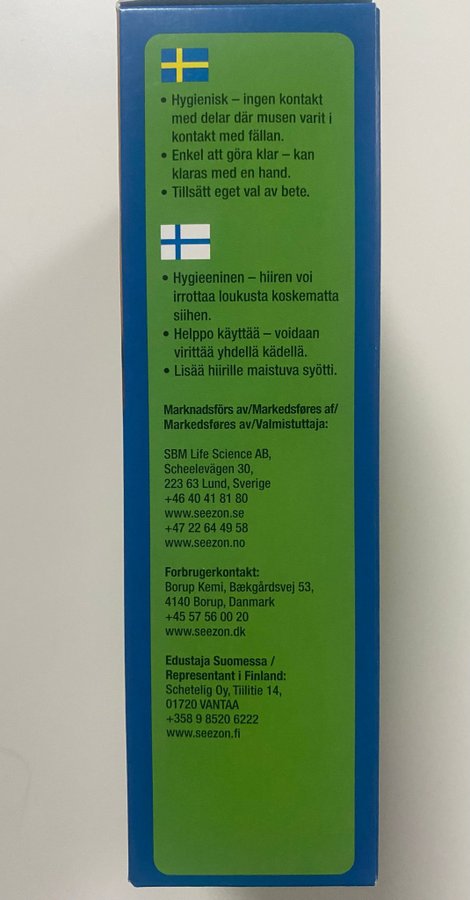 • Hygienisk – ingen kontakt
med delar där musen varit i
kontakt med fällan.
• Enkel att göra klar – kan
klaras med en hand.
• Tillsätt eget val av bete.
• Hygieeninen – hiiren voi
irrottaa loukusta koskematta
siihen.
• Helppo käyttää – voidaan
virittää yhdellä kädellä.
• Lisää hiirille maistuva syötti.
Marknadsförs av/Markedsføres af/
Markedsføres av/Valmistuttaja:
SBM Life Science AB,
Scheelevägen 30,
223 63 Lund, Sverige
+46 40 41 81 80
www.seezon.se
+47 22 64 49 58
www.seezon.no
Forbrugerkontakt:
Borup Kemi, Bækgårdsvej 53,
4140 Borup, Danmark
+45 57 56 00 20
www.seezon.dk
Edustaja Suomessa /
Representant i Finland:
Schetelig Oy, Tiilitie 14,
01720 VANTAA
+358 9 8520 6222
www.seezon.fi